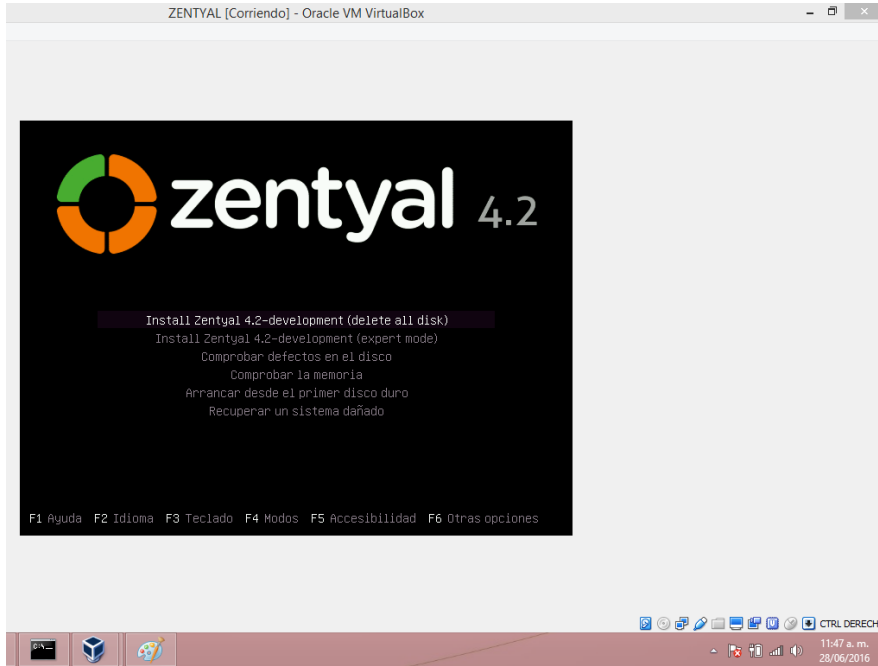 ZENTYAL [Corriendo] - Oracle VM VirtualBox
zentyal 4.2
Install Zentyal 4.2-development (delete all disk)
Install Zentyal 4.2-development (expert mode)
Comprobar defectos en el disco
Comprobar la memoria
Arrancar desde el primer disco duro
Recuperar un sistema dañado
F1 Ayuda F2 Idioma F3 Teclado F4 Modos F5 Accesibilidad F6 Otras opciones
CTRL DERECH
11:47 a. m.
28/06/2016